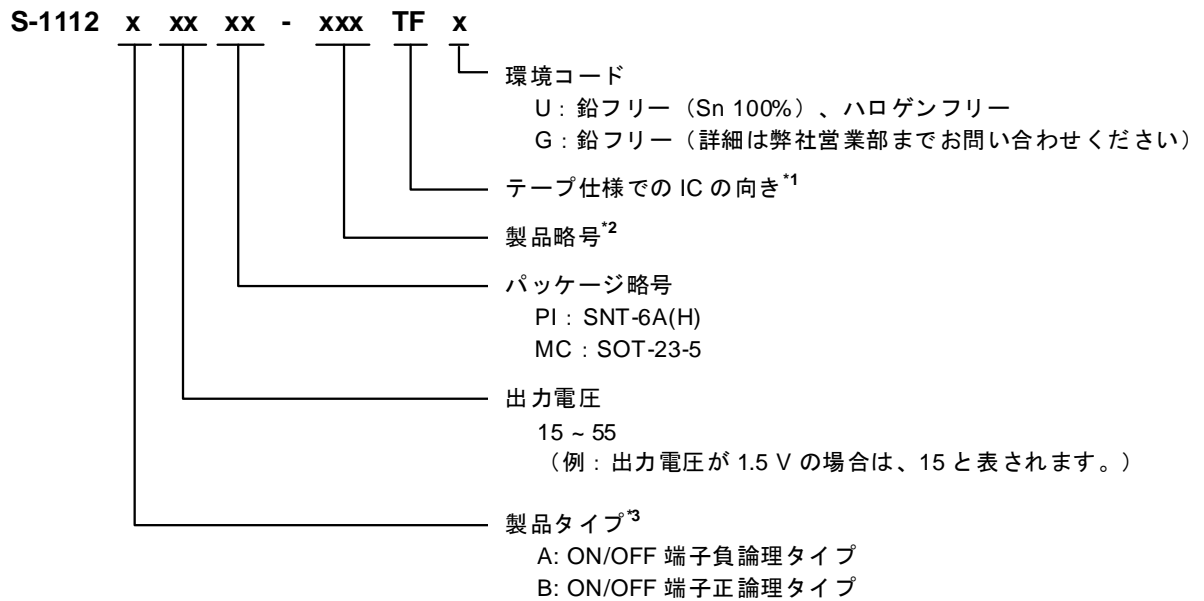 S-1112 x xx xx - xxx TF x
環境コード
U：鉛フリー（Sn 100%）、ハロゲンフリー
G：鉛フリー（詳細は弊社営業部までお問い合わせください）
テープ仕様での IC の向き*1
製品略号*2
パッケージ略号
PI：SNT-6A(H)
MC：SOT-23-5
出力電圧
15 ~ 55
（例：出力電圧が 1.5 V の場合は、15 と表されます。）
製品タイプ*3
A: ON/OFF 端子負論理タイプ
B: ON/OFF 端子正論理タイプ